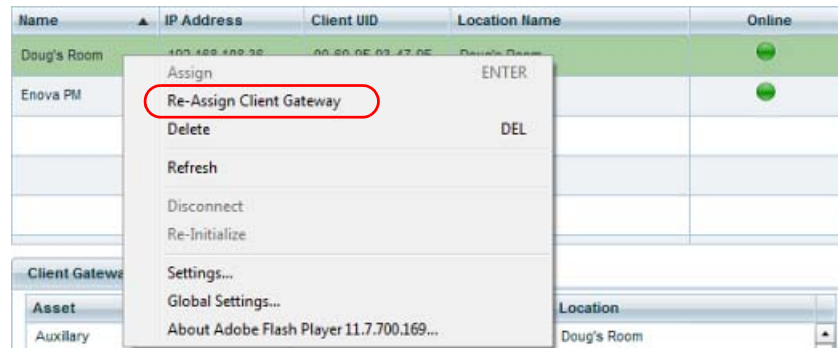 Name IP Address Client UID Location Name Online
Doug's Room
Assign ENTER
Enova PM
Re-Assign Client Gateway
Delete DEL
Refresh
Disconnect
Re-Initialize
Settings...
Client Gatewa
Global Settings...
Asset Location
About Adobe Flash Player 11.7.700.169...
Auxillary Doug's Room